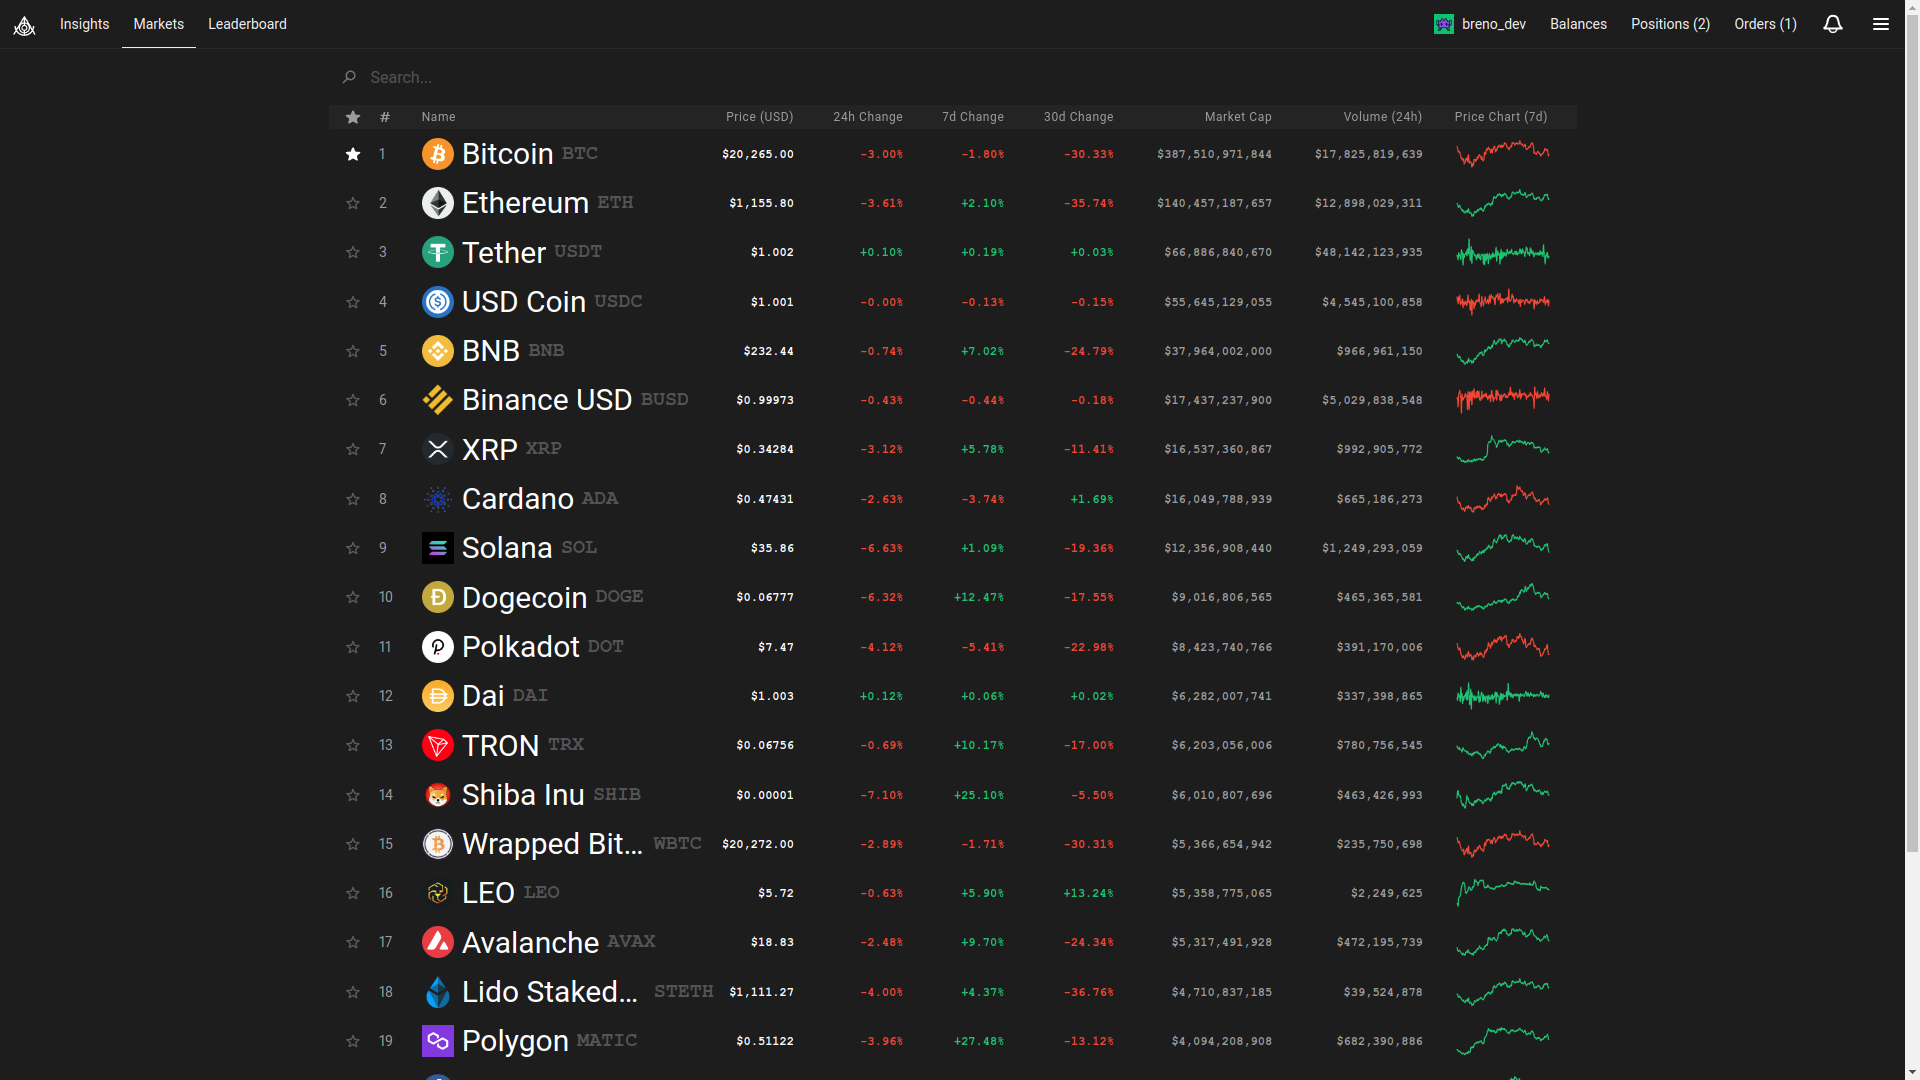 Insights Markets Leaderboard breno_dev Balances Positions (2) Orders (1)
Search...
# Name Price (USD) 24h Change 7d Change 30d Change Market Cap Volume (24h) Price Chart (7d)
1 Bitcoin BTC $20,265.00 -3.00% -1.80% -30.33% $387,510,971,844 $17,825,819,639
2 Ethereum ETH $1,155.80 -3.61% +2.10% -35.74% $140,457,187,657 $12,898,029,311
3 Tether USDT $1.002 +0.10% +0.19% +0.03% $66,886,840,670 $48,142,123,935
4 USD Coin USDC $1.001 -0.00% -0.13% -0.15% $55,645,129,055 $4,545,100,858
5 BNB BNB $232.44 -0.74% +7.02% -24.79% $37,964,002,000 $966,961,150
6 Binance USD BUSD $0.99973 -0.43% -0.44% -0.18% $17,437,237,900 $5,029,838,548
7 XRP XRP $0.34284 -3.12% +5.78% -11.41% $16,537,360,867 $992,905,772
8 Cardano ADA $0.47431 -2.63% -3.74% +1.69% $16,049,788,939 $665,186,273
9 Solana SOL $35.86 -6.63% +1.09% -19.36% $12,356,908,440 $1,249,293,059
10 Dogecoin DOGE $0.06777 -6.32% +12.47% -17.55% $9,016,806,565 $465,365,581
11 Polkadot DOT $7.47 -4.12% -5.41% -22.98% $8,423,740,766 $391,170,006
12 Dai DAI $1.003 +0.12% +0.06% +0.02% $6,282,007,741 $337,398,865
13 TRON TRX $0.06756 -0.69% +10.17% -17.00% $6,203,056,006 $780,756,545
14 Shiba Inu SHIB $0.00001 -7.10% +25.10% -5.50% $6,010,807,696 $463,426,993
15 Wrapped Bit... WBTC $20,272.00 -2.89% -1.71% -30.31% $5,366,654,942 $235,750,698
16 LEO LEO $5.72 -0.63% +5.90% +13.24% $5,358,775,065 $2,249,625
17 Avalanche AVAX $18.83 -2.48% +9.70% -24.34% $5,317,491,928 $472,195,739
18 Lido Staked... STETH $1,111.27 -4.00% +4.37% -36.76% $4,710,837,185 $39,524,878
19 Polygon MATIC $0.51122 -3.96% +27.48% -13.12% $4,094,208,908 $682,390,886